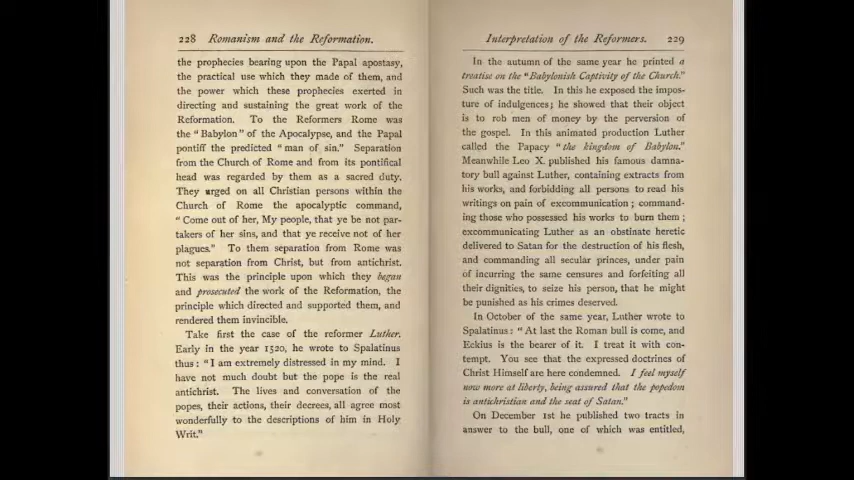 228 Romanism and the Reformation.
the prophecies bearing upon the Papal apostasy,
the practical use which they made of them, and
the power which these prophecies exerted in
directing and sustaining the great work of the
Reformation. To the Reformers Rome was
the "Babylon" of the Apocalypse, and the Papal
pontiff the predicted "man of sin." Separation
from the Church of Rome and from its pontifical
head was regarded by them as a sacred duty.
They urged on all Christian persons within the
Church of Rome the apocalyptic command,
"Come out of her, My people, that ye be not par-
takers of her sins, and that ye receive not of her
plagues." To them separation from Rome was
not separation from Christ, but from antichrist.
This was the principle upon which they began
and prosecuted the work of the Reformation, the
principle which directed and supported them, and
rendered them invincible.
Take first the case of the reformer Luther.
Early in the year 1520, he wrote to Spalatinus
thus: "I am extremely distressed in my mind. I
have not much doubt but the pope is the real
antichrist. The lives and conversation of the
popes, their actions, their decrees, all agree most
wonderfully to the descriptions of him in Holy
Writ."
Interpretation of the Reformers. 229
In the autumn of the same year he printed a
treatise on the "Babylonish Captivity of the Church."
Such was the title. In this he exposed the impos-
ture of indulgences; he showed that their object
is to rob men of money by the perversion of
the gospel. In this animated production Luther
called the Papacy "the kingdom of Babylon."
Meanwhile Leo X. published his famous damna-
tory bull against Luther, containing extracts from
his works, and forbidding all persons to read his
writings on pain of excommunication; command-
ing those who possessed his works to burn them;
excommunicating Luther as an obstinate heretic
delivered to Satan for the destruction of his flesh,
and commanding all secular princes, under pain
of incurring the same censures and forfeiting all
their dignities, to seize his person, that he might
be punished as his crimes deserved.
In October of the same year, Luther wrote to
Spalatinus: "At last the Roman bull is come, and
Eckius is the bearer of it. I treat it with con-
tempt. You see that the expressed doctrines of
Christ Himself are here condemned. I feel myself
now more at liberty, being assured that the popedom
is antichristian and the seat of Satan."
On December 1st he published two tracts in
answer to the bull, one of which was entitled,